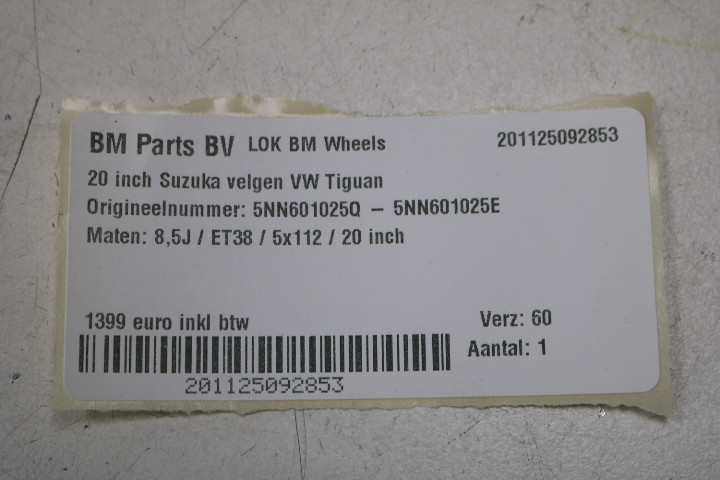 BM Parts BV LOK BM Wheels 201125092853
20 inch Suzuka velgen VW Tiguan
Origineelnummer: 5NN601025Q – 5NN601025E
Maten: 8,5J / ET38 / 5x112 / 20 inch
1399 euro inkl btw Verz: 60
Aantal: 1
201125092853